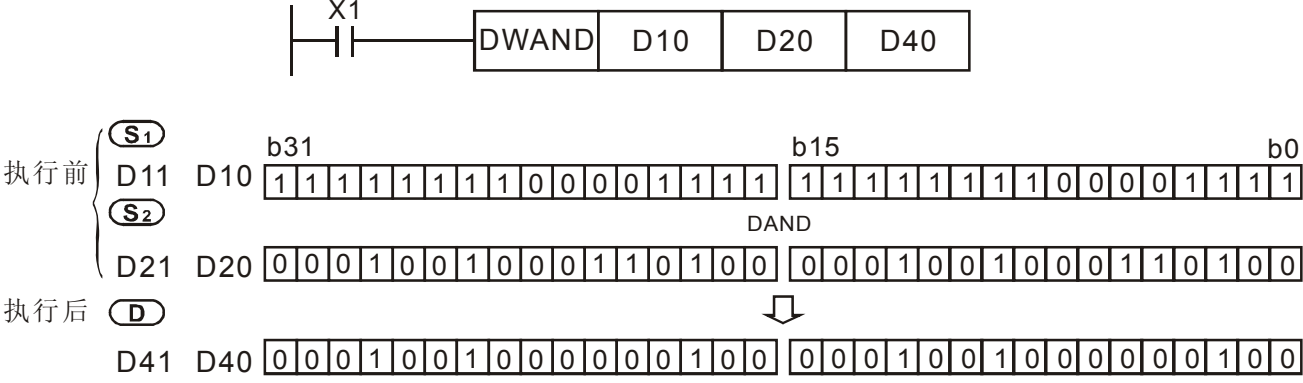 X1
DWAND D10 D20 D40
S1
b31 b15 b0
执行前 D11 D10 1 1 1 1 1 1 1 1 0 0 0 0 1 1 1 1 1 1 1 1 1 1 1 1 0 0 0 0 1 1 1 1
S2
DAND
D21 D20 0 0 0 1 0 0 1 0 0 0 1 1 0 1 0 0 0 0 0 1 0 0 1 0 0 0 1 1 0 1 0 0
执行后 D
D41 D40 0 0 0 1 0 0 1 0 0 0 0 0 0 1 0 0 0 0 0 1 0 0 1 0 0 0 0 0 0 1 0 0